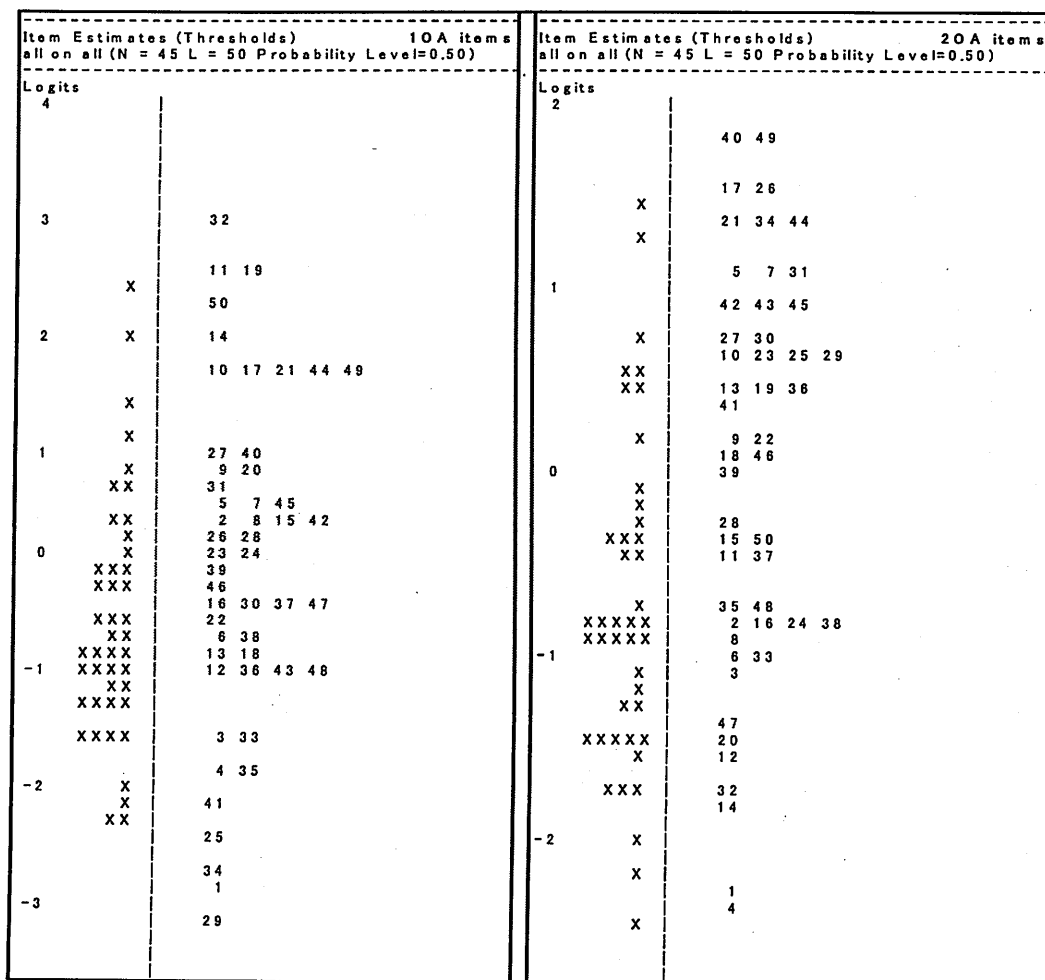 Item Estimates (Thresholds) 10A items
all on all (N = 45 L = 50 Probability Level=0.50)
Logits
4
3 32
11 19
X
50
2 X 14
10 17 21 44 49
X
X
1 27 40
X 9 20
XX 31
5 7 45
XX 2 8 15 42
X 26 28
0 X 23 24
XXX 39
XXX 46
16 30 37 47
XXX 22
XX 6 38
XXXX 13 18
-1 XXXX 12 36 43 48
XX
XXXX
XXXX 3 33
4 35
-2 X
X 41
XX
25
34
1
-3
29
Item Estimates (Thresholds) 20A items
all on all (N = 45 L = 50 Probability Level=0.50)
Logits
2
40 49
17 26
X
21 34 44
X
5 7 31
1
42 43 45
X 27 30
10 23 25 29
XX
XX 13 19 36
41
X 9 22
18 46
0 39
X
X
X 28
XXX 15 50
XX 11 37
X 35 48
XXXXX 2 16 24 38
XXXXX 8
-1 6 33
X 3
X
XX
47
XXXXX 20
X 12
XXX 32
14
-2 X
X
1
4
X